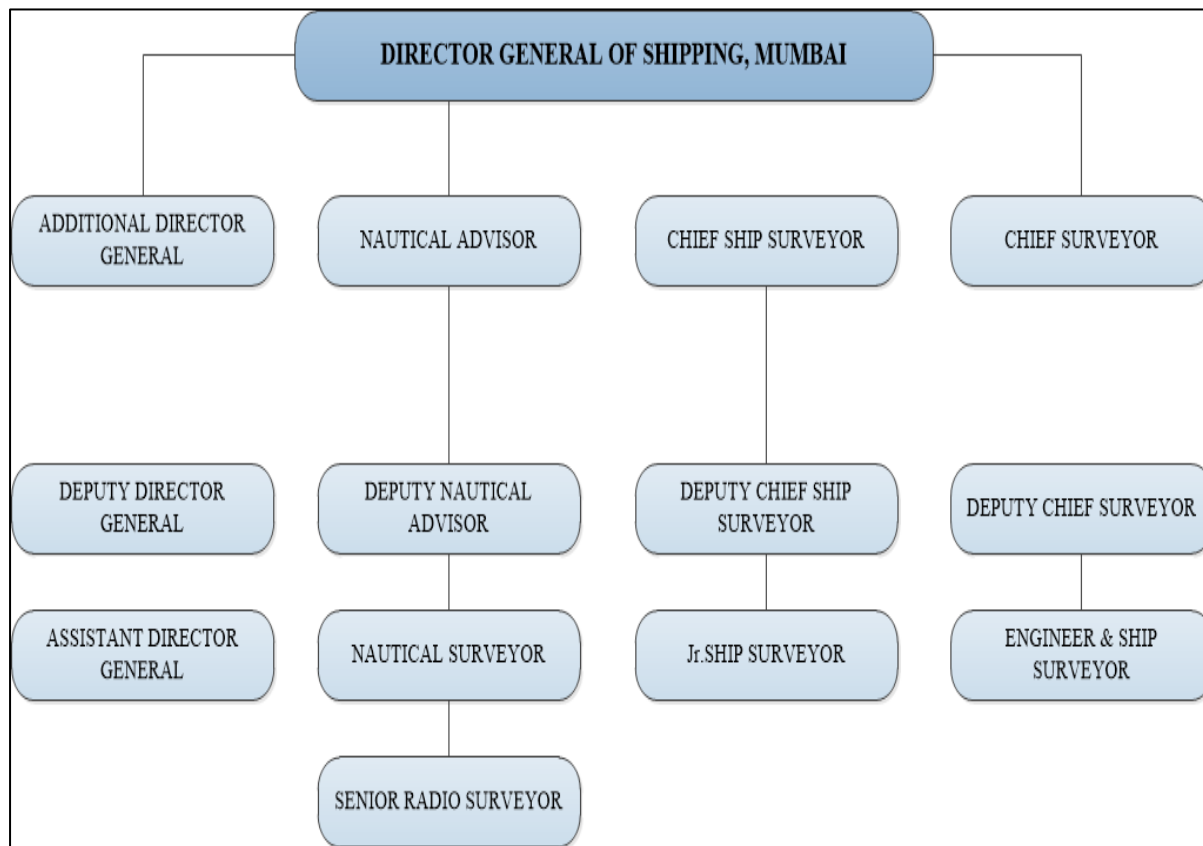 DIRECTOR GENERAL OF SHIPPING, MUMBAI
ADDITIONAL DIRECTOR
GENERAL
NAUTICAL ADVISOR
CHIEF SHIP SURVEYOR
CHIEF SURVEYOR
DEPUTY DIRECTOR
GENERAL
DEPUTY NAUTICAL
ADVISOR
DEPUTY CHIEF SHIP
SURVEYOR
DEPUTY CHIEF SURVEYOR
ASSISTANT DIRECTOR
GENERAL
NAUTICAL SURVEYOR
Jr.SHIP SURVEYOR
ENGINEER & SHIP
SURVEYOR
SENIOR RADIO SURVEYOR